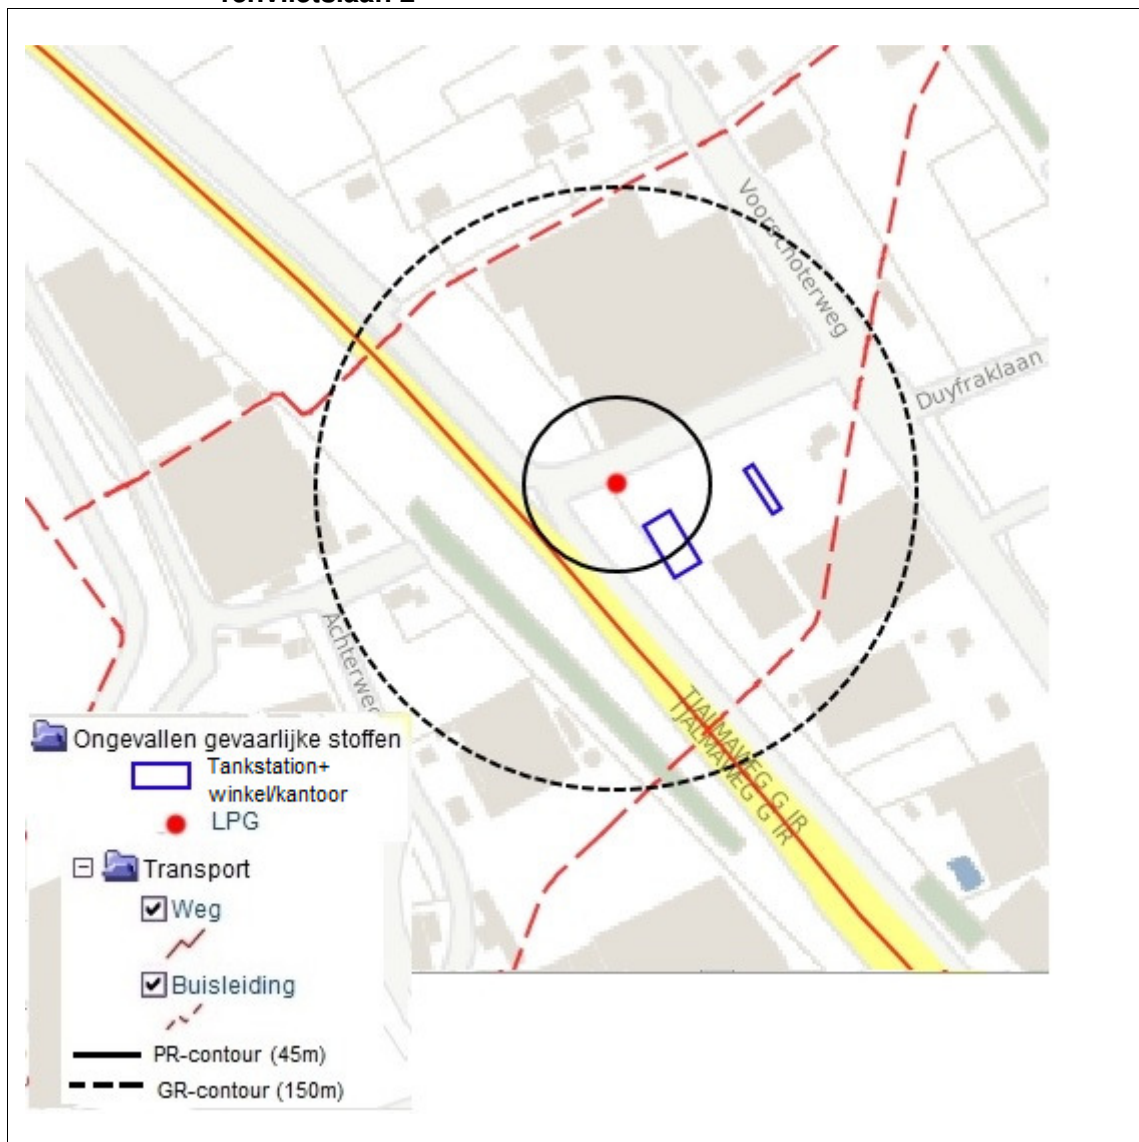 Voorschoterweg
Duyfraklaan
Achterweg
TJALMAWEG G IR
TJALMAWEG G IR
Ongevallen gevaarlijke stoffen
Tankstation+
winkel/kantoor
LPG
Transport
Weg
Buisleiding
PR-contour (45m)
GR-contour (150m)